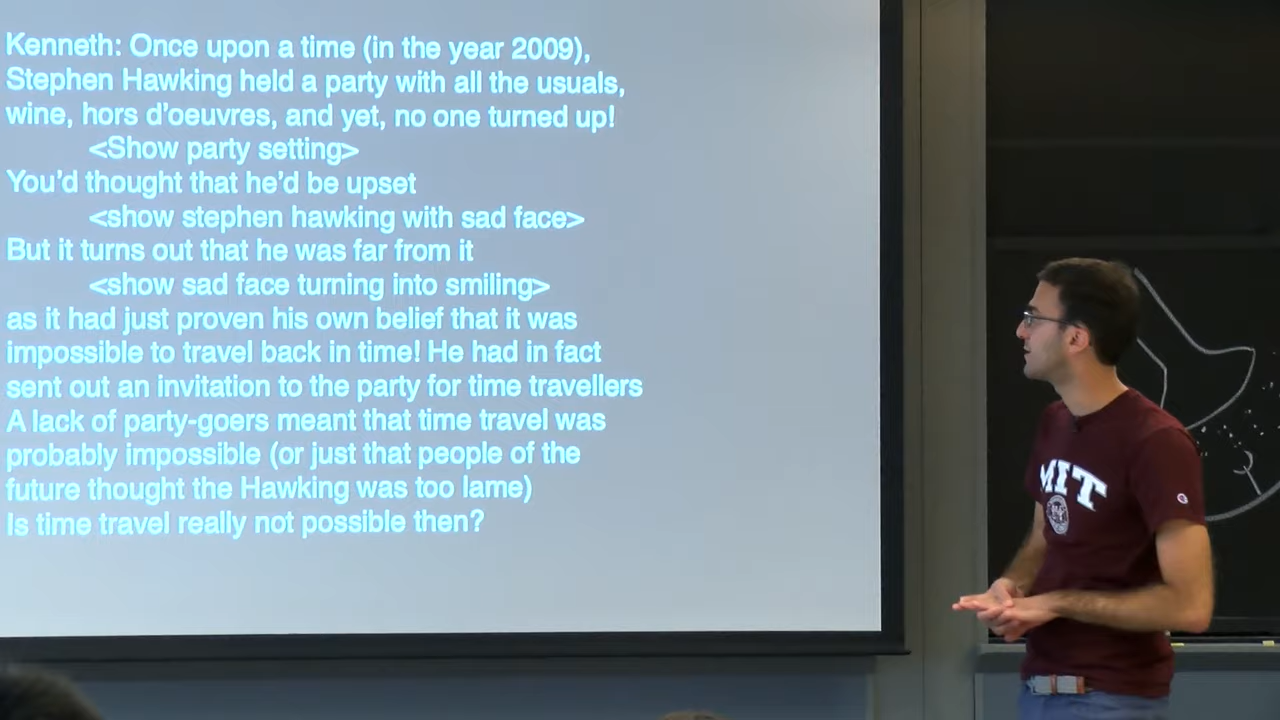 Kenneth: Once upon a time (in the year 2009),
Stephen Hawking held a party with all the usuals,
wine, hors d'oeuvres, and yet, no one turned up!
<Show party setting>
You'd thought that he'd be upset
<show stephen hawking with sad face>
But it turns out that he was far from it
<show sad face turning into smiling>
as it had just proven his own belief that it was
impossible to travel back in time! He had in fact
sent out an invitation to the party for time travellers
A lack of party-goers meant that time travel was
probably impossible (or just that people of the
future thought the Hawking was too lame)
Is time travel really not possible then?
MIT